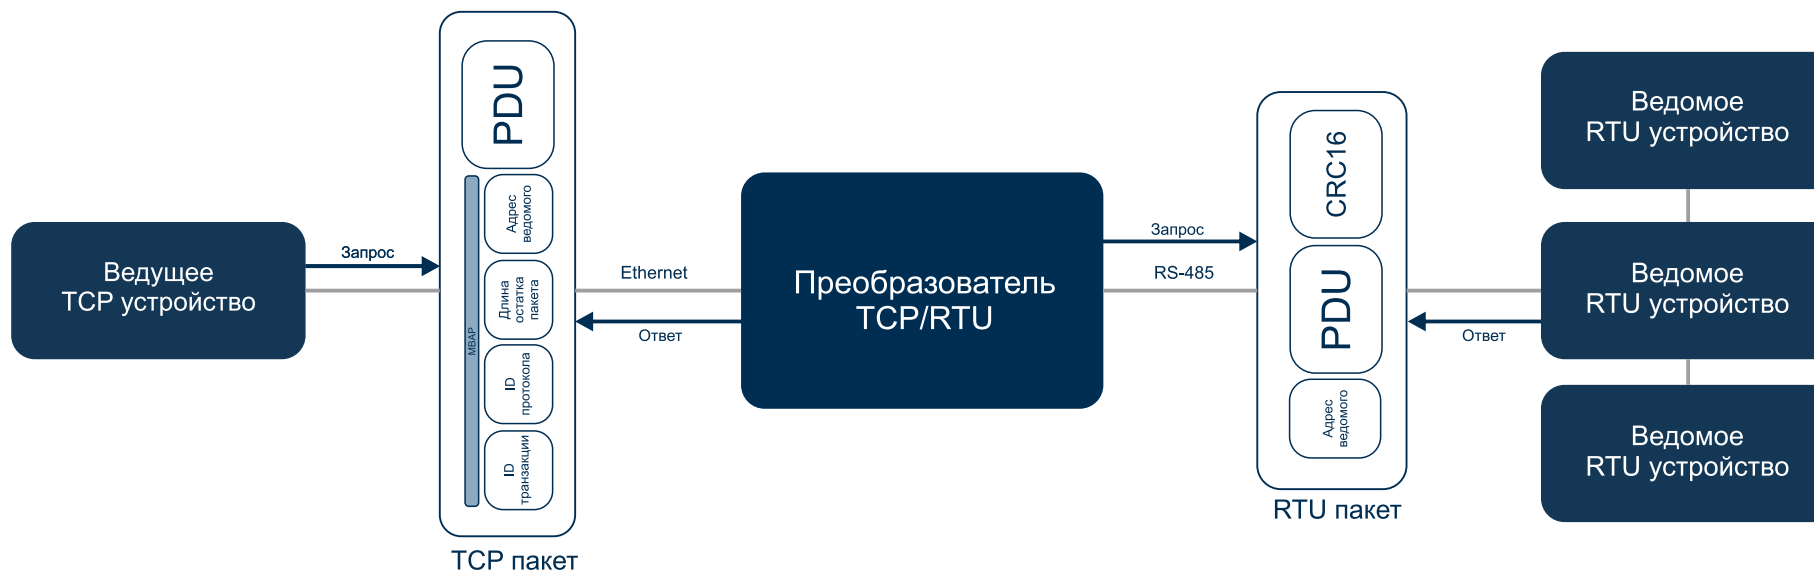 Ведущее
TCP устройство
Запрос
PDU
Адрес
ведомого
Длина
остатка
пакета
ID
протокола
ID
транзакции
MBAP
TCP пакет
Ethernet
Ответ
Преобразователь
TCP/RTU
Запрос
RS-485
CRC16
PDU
Адрес
ведомого
RTU пакет
Ответ
Ведомое
RTU устройство
Ведомое
RTU устройство
Ведомое
RTU устройство